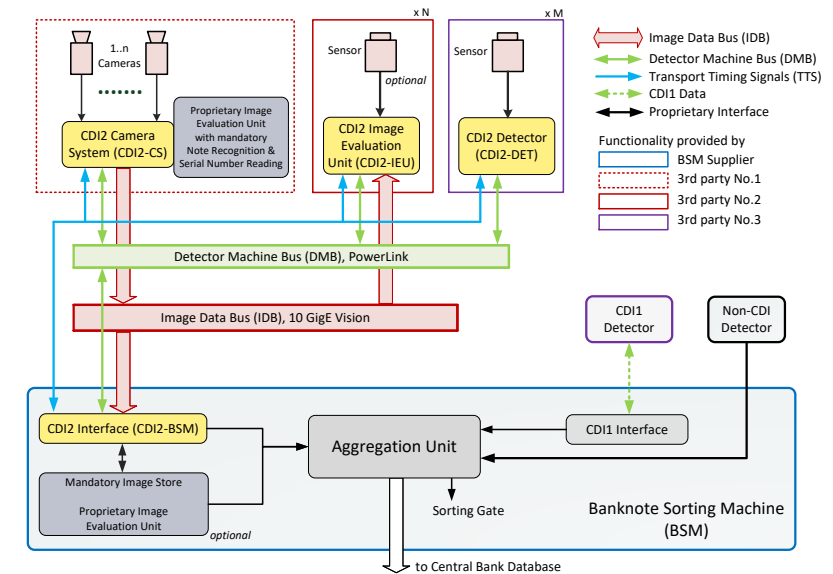 x N
x M
1..n
Cameras
Sensor
optional
Sensor
CDI2 Camera
System (CDI2-CS)
Proprietary Image
Evaluation Unit
with mandatory
Note Recognition &
Serial Number Reading
CDI2 Image
Evaluation
Unit (CDI2-IEU)
CDI2 Detector
(CDI2-DET)
Image Data Bus (IDB)
Detector Machine Bus (DMB)
Transport Timing Signals (TTS)
CDI1 Data
Proprietary Interface
Functionality provided by
BSM Supplier
3rd party No.1
3rd party No.2
3rd party No.3
Detector Machine Bus (DMB), PowerLink
Image Data Bus (IDB), 10 GigE Vision
CDI1
Detector
Non-CDI
Detector
CDI2 Interface (CDI2-BSM)
Aggregation Unit
CDI1 Interface
Mandatory Image Store
Proprietary Image
Evaluation Unit
optional
Sorting Gate
Banknote Sorting Machine
(BSM)
to Central Bank Database